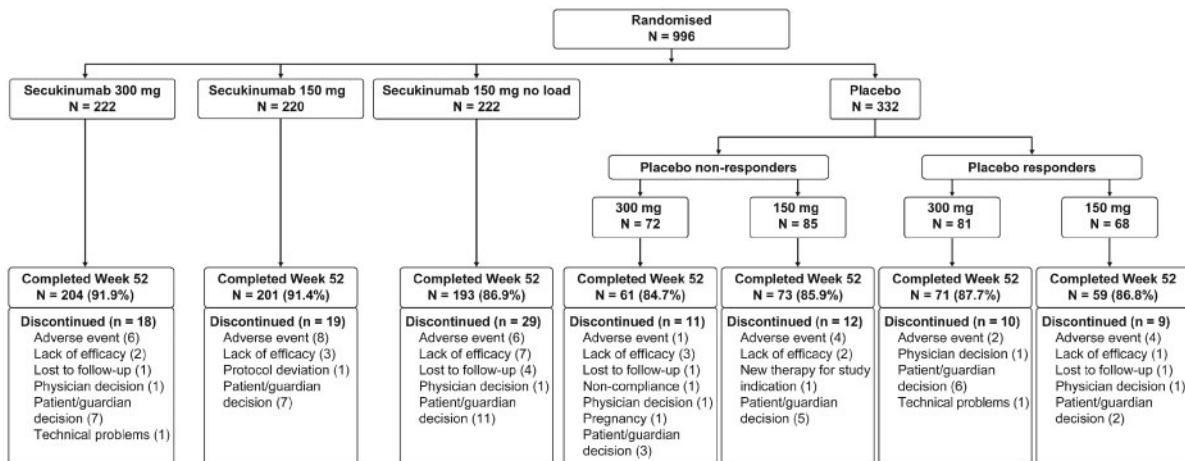 Randomised
N = 996
Secukinumab 300 mg
N = 222
Secukinumab 150 mg
N = 220
Secukinumab 150 mg no load
N = 222
Placebo
N = 332
Placebo non-responders
Placebo responders
300 mg
N = 72
150 mg
N = 85
300 mg
N = 81
150 mg
N = 68
Completed Week 52
N = 204 (91.9%)
Discontinued (n = 18)
Adverse event (6)
Lack of efficacy (2)
Lost to follow-up (1)
Physician decision (1)
Patient/guardian
decision (7)
Technical problems (1)
Completed Week 52
N = 201 (91.4%)
Discontinued (n = 19)
Adverse event (8)
Lack of efficacy (3)
Protocol deviation (1)
Patient/guardian
decision (7)
Completed Week 52
N = 193 (86.9%)
Discontinued (n = 29)
Adverse event (6)
Lack of efficacy (7)
Lost to follow-up (4)
Physician decision (1)
Patient/guardian
decision (11)
Completed Week 52
N = 61 (84.7%)
Discontinued (n = 11)
Adverse event (1)
Lack of efficacy (3)
Lost to follow-up (1)
Non-compliance (1)
Physician decision (1)
Pregnancy (1)
Patient/guardian
decision (3)
Completed Week 52
N = 73 (85.9%)
Discontinued (n = 12)
Adverse event (4)
Lack of efficacy (2)
New therapy for study
indication (1)
Patient/guardian
decision (5)
Completed Week 52
N = 71 (87.7%)
Discontinued (n = 10)
Adverse event (2)
Physician decision (1)
Patient/guardian
decision (6)
Technical problems (1)
Completed Week 52
N = 59 (86.8%)
Discontinued (n = 9)
Adverse event (4)
Lack of efficacy (1)
Lost to follow-up (1)
Physician decision (1)
Patient/guardian
decision (2)